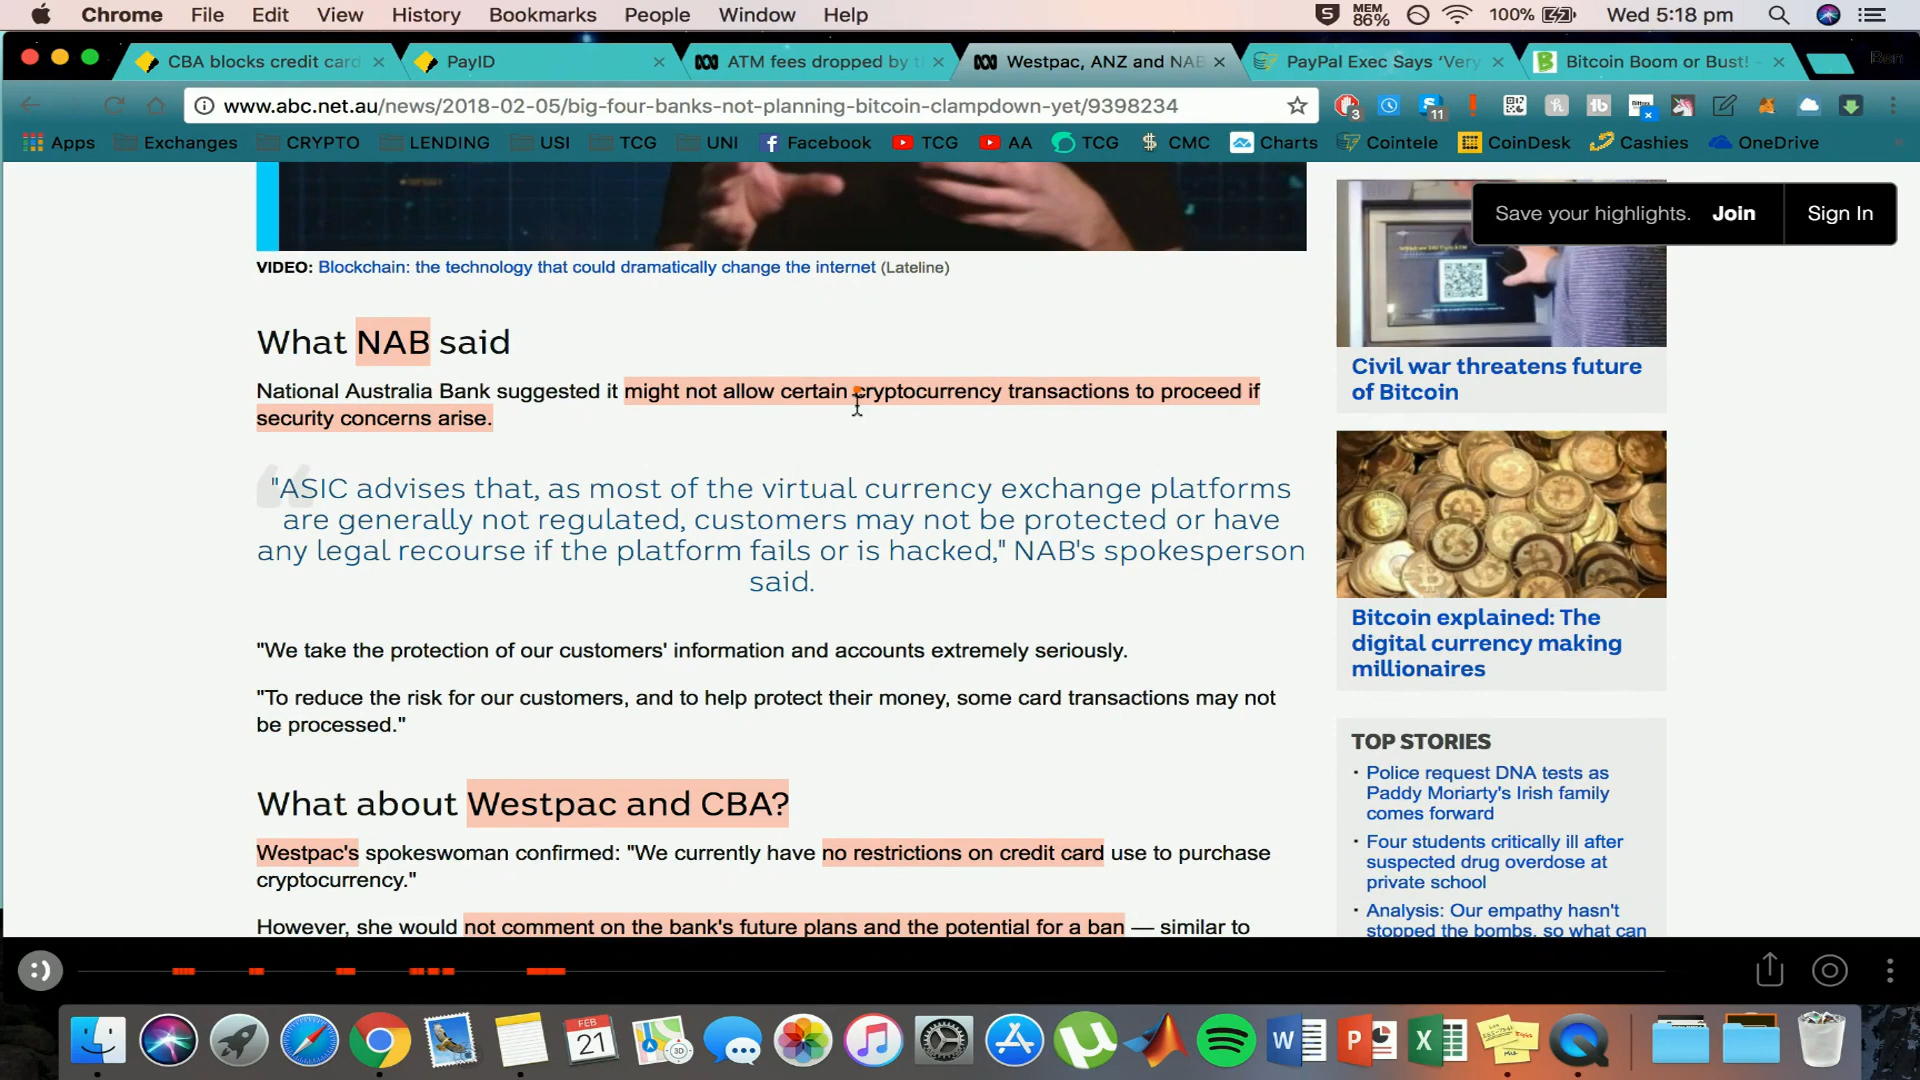 Chrome File Edit View History Bookmarks People Window Help
MEM 86% 100% Wed 5:18 pm
CBA blocks credit card
PayID
ATM fees dropped by t
Westpac, ANZ and NAB
PayPal Exec Says 'Very
Bitcoin Boom or Bust! -
Ben
www.abc.net.au/news/2018-02-05/big-four-banks-not-planning-bitcoin-clampdown-yet/9398234
3
11
Apps Exchanges CRYPTO LENDING USI TCG UNI Facebook TCG AA TCG CMC Charts Cointele CoinDesk Cashies OneDrive
Save your highlights. Join Sign In
VIDEO: Blockchain: the technology that could dramatically change the internet (Lateline)
What NAB said
National Australia Bank suggested it might not allow certain cryptocurrency transactions to proceed if
security concerns arise.
"ASIC advises that, as most of the virtual currency exchange platforms
are generally not regulated, customers may not be protected or have
any legal recourse if the platform fails or is hacked," NAB's spokesperson
said.
"We take the protection of our customers' information and accounts extremely seriously.
"To reduce the risk for our customers, and to help protect their money, some card transactions may not
be processed."
What about Westpac and CBA?
Westpac's spokeswoman confirmed: "We currently have no restrictions on credit card use to purchase
cryptocurrency."
However, she would not comment on the bank's future plans and the potential for a ban — similar to
Civil war threatens future
of Bitcoin
Bitcoin explained: The
digital currency making
millionaires
TOP STORIES
Police request DNA tests as
Paddy Moriarty's Irish family
comes forward
Four students critically ill after
suspected drug overdose at
private school
Analysis: Our empathy hasn't
stopped the bombs, so what can
FEB
21
3D
W
P
X